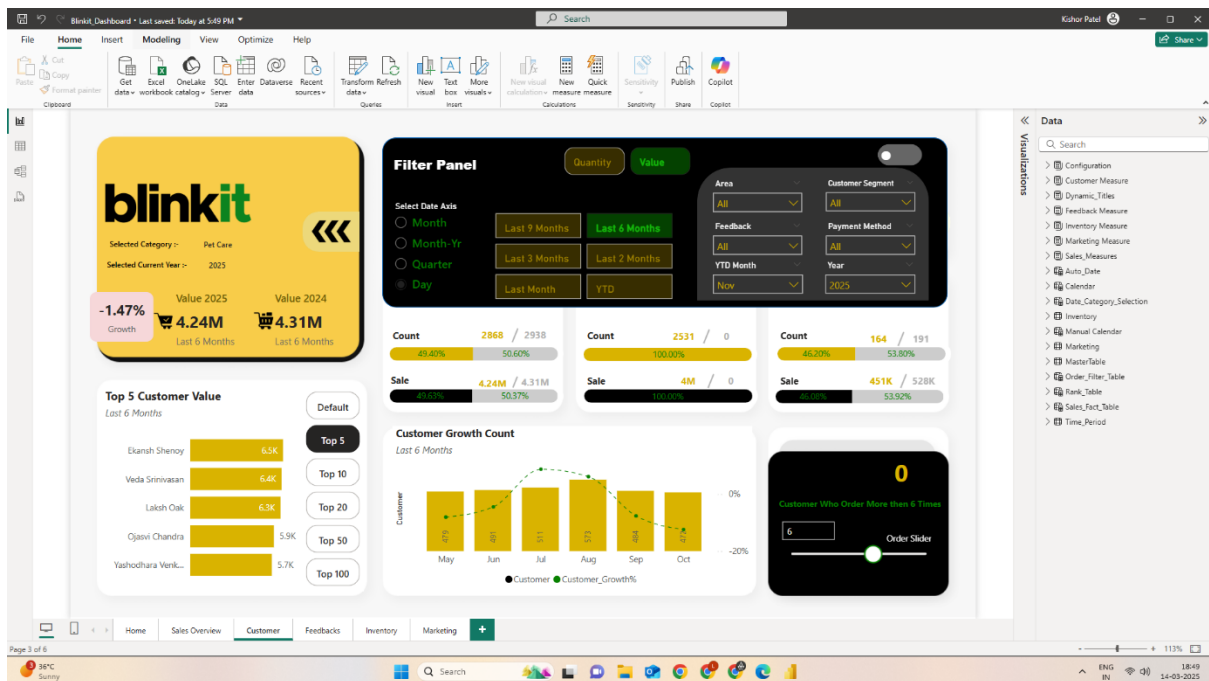 Blinkit_Dashboard • Last saved: Today at 5:49 PM
Search
Kishor Patel
File Home Insert Modeling View Optimize Help
Share
Paste
Cut
Copy
Format painter
Clipboard
Get data
Excel workbook
OneLake catalog
SQL Server
Enter data
Dataverse
Recent sources
Data
Transform data
Refresh
Queries
New visual
Text box
More visuals
Insert
New visual calculation
New measure
Quick measure
Calculations
Sensitivity
Sensitivity
Publish
Share
Copilot
Copilot
blinkit
Selected Category :- Pet Care
Selected Current Year :- 2025
-1.47%
Growth
Value 2025
4.24M
Last 6 Months
Value 2024
4.31M
Last 6 Months
Filter Panel
Quantity
Value
Select Date Axis
Month
Month-Yr
Quarter
Day
Last 9 Months
Last 6 Months
Last 3 Months
Last 2 Months
Last Month
YTD
Area
All
Customer Segment
All
Feedback
All
Payment Method
All
YTD Month
Nov
Year
2025
Count 2868 / 2938
49.40% 50.60%
Sale 4.24M / 4.31M
49.63% 50.37%
Count 2531 / 0
100.00%
Sale 4M / 0
100.00%
Count 164 / 191
46.20% 53.80%
Sale 451K / 528K
46.08% 53.92%
Top 5 Customer Value
Last 6 Months
Ekansh Shenoy 6.5K
Veda Srinivasan 6.4K
Laksh Oak 6.3K
Ojasvi Chandra 5.9K
Yashodhara Venk... 5.7K
Default
Top 5
Top 10
Top 20
Top 50
Top 100
Customer Growth Count
Last 6 Months
Customer
479 491 511 573 484 473
0%
-20%
May Jun Jul Aug Sep Oct
Customer Customer_Growth%
0
Customer Who Order More then 6 Times
6
Order Slider
Visualizations
Data
Search
Configuration
Customer Measure
Dynamic_Titles
Feedback Measure
Inventory Measure
Marketing Measure
Sales_Measures
Auto_Date
Calendar
Date_Category_Selection
Inventory
Manual Calendar
Marketing
MasterTable
Order_Filter_Table
Rank_Table
Sales_Fact_Table
Time_Period
Home Sales Overview Customer Feedbacks Inventory Marketing
Page 3 of 6
113%
3
36°C
Sunny
Search
ENG
IN
18:49
14-03-2025